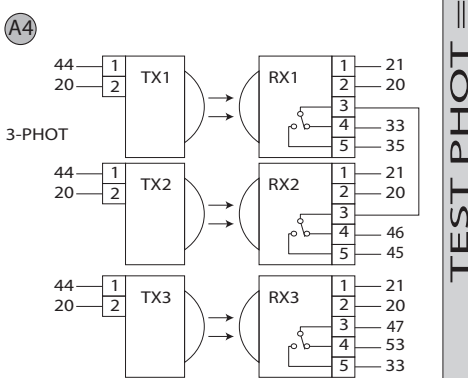 A4
44 1 TX1 RX1 1 21
20 2 2 20
3
4 33
5 35
3-PHOT
44 1 TX2 RX2 1 21
20 2 2 20
3
4 46
5 45
44 1 TX3 RX3 1 21
20 2 2 20
3 47
4 53
5 33
TEST PHOT =